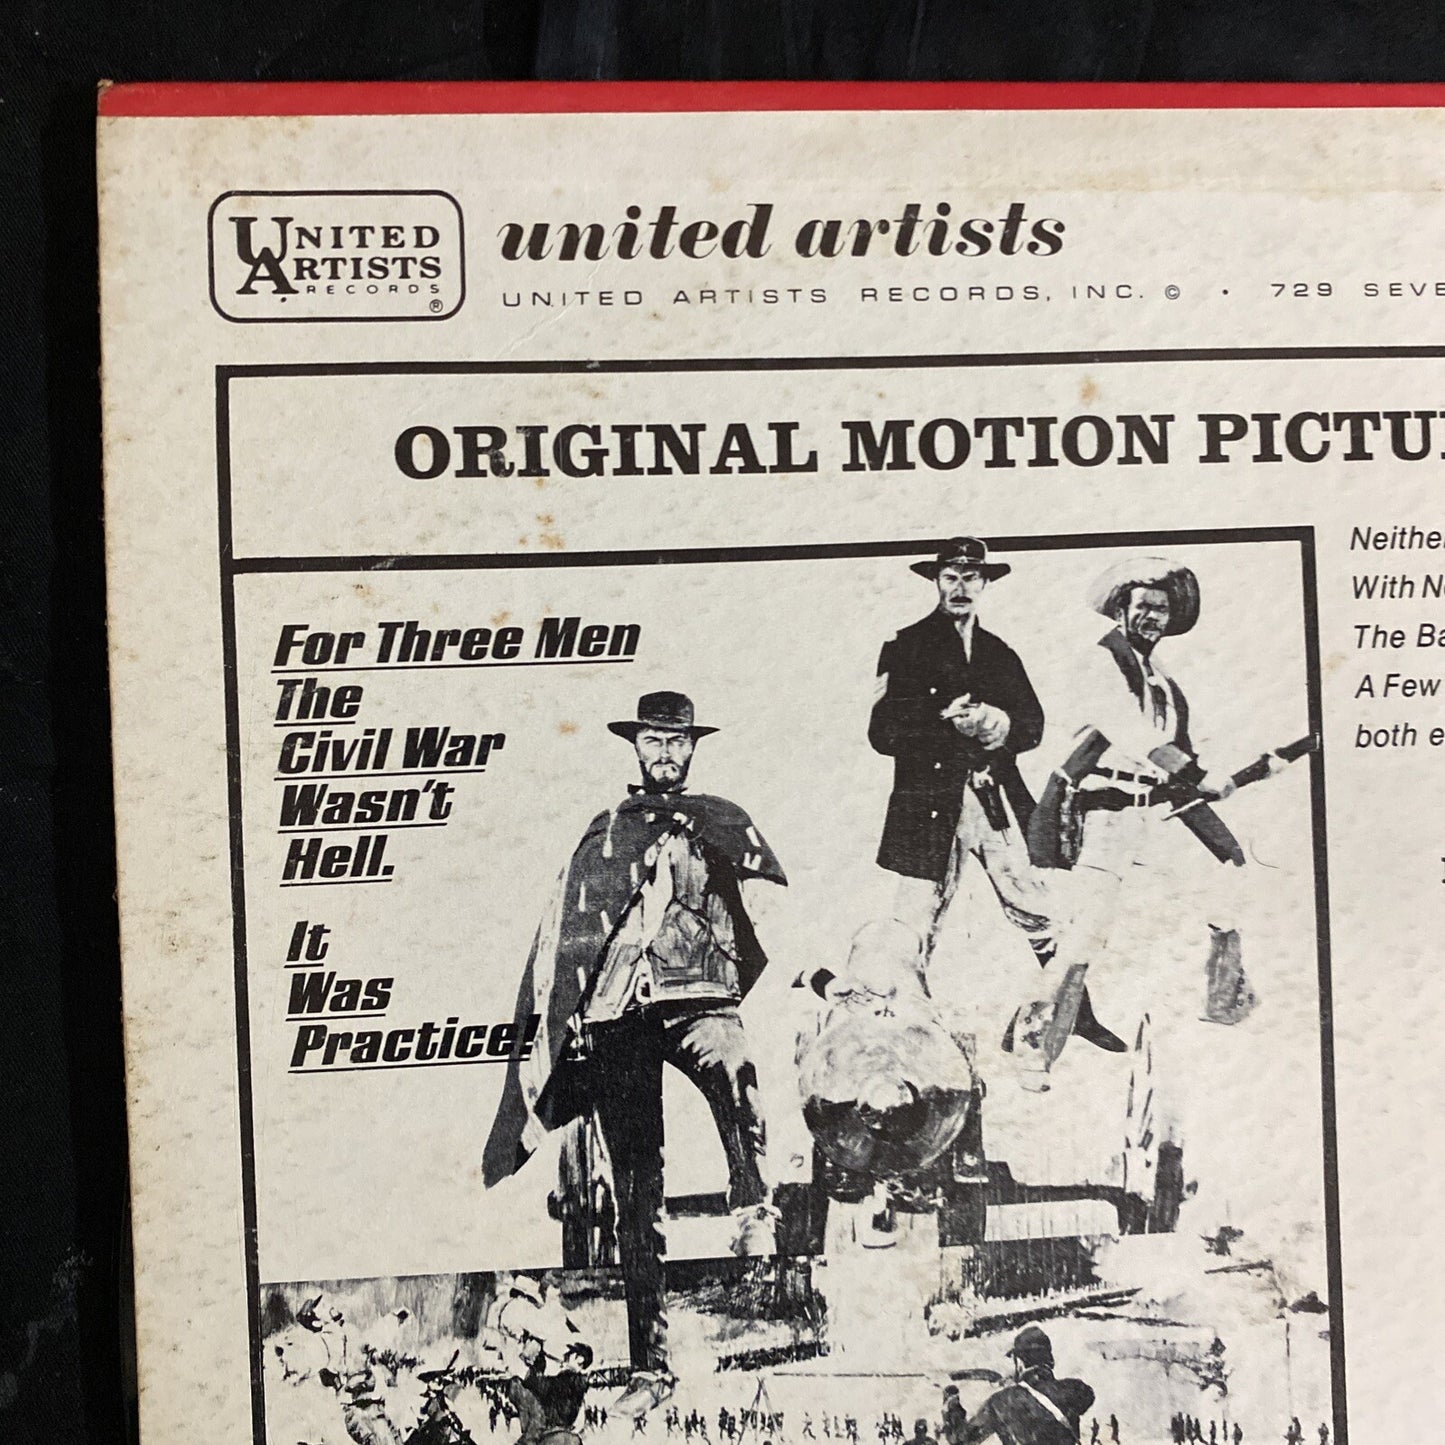 UNITED
ARTISTS
RECORDS
®
united artists
UNITED ARTISTS RECORDS, INC. © • 729 SEVE
ORIGINAL MOTION PICTU
For Three Men
The
Civil War
Wasn't
Hell.
It
Was
Practice!
Neithe
With N
The Ba
A Few
both e